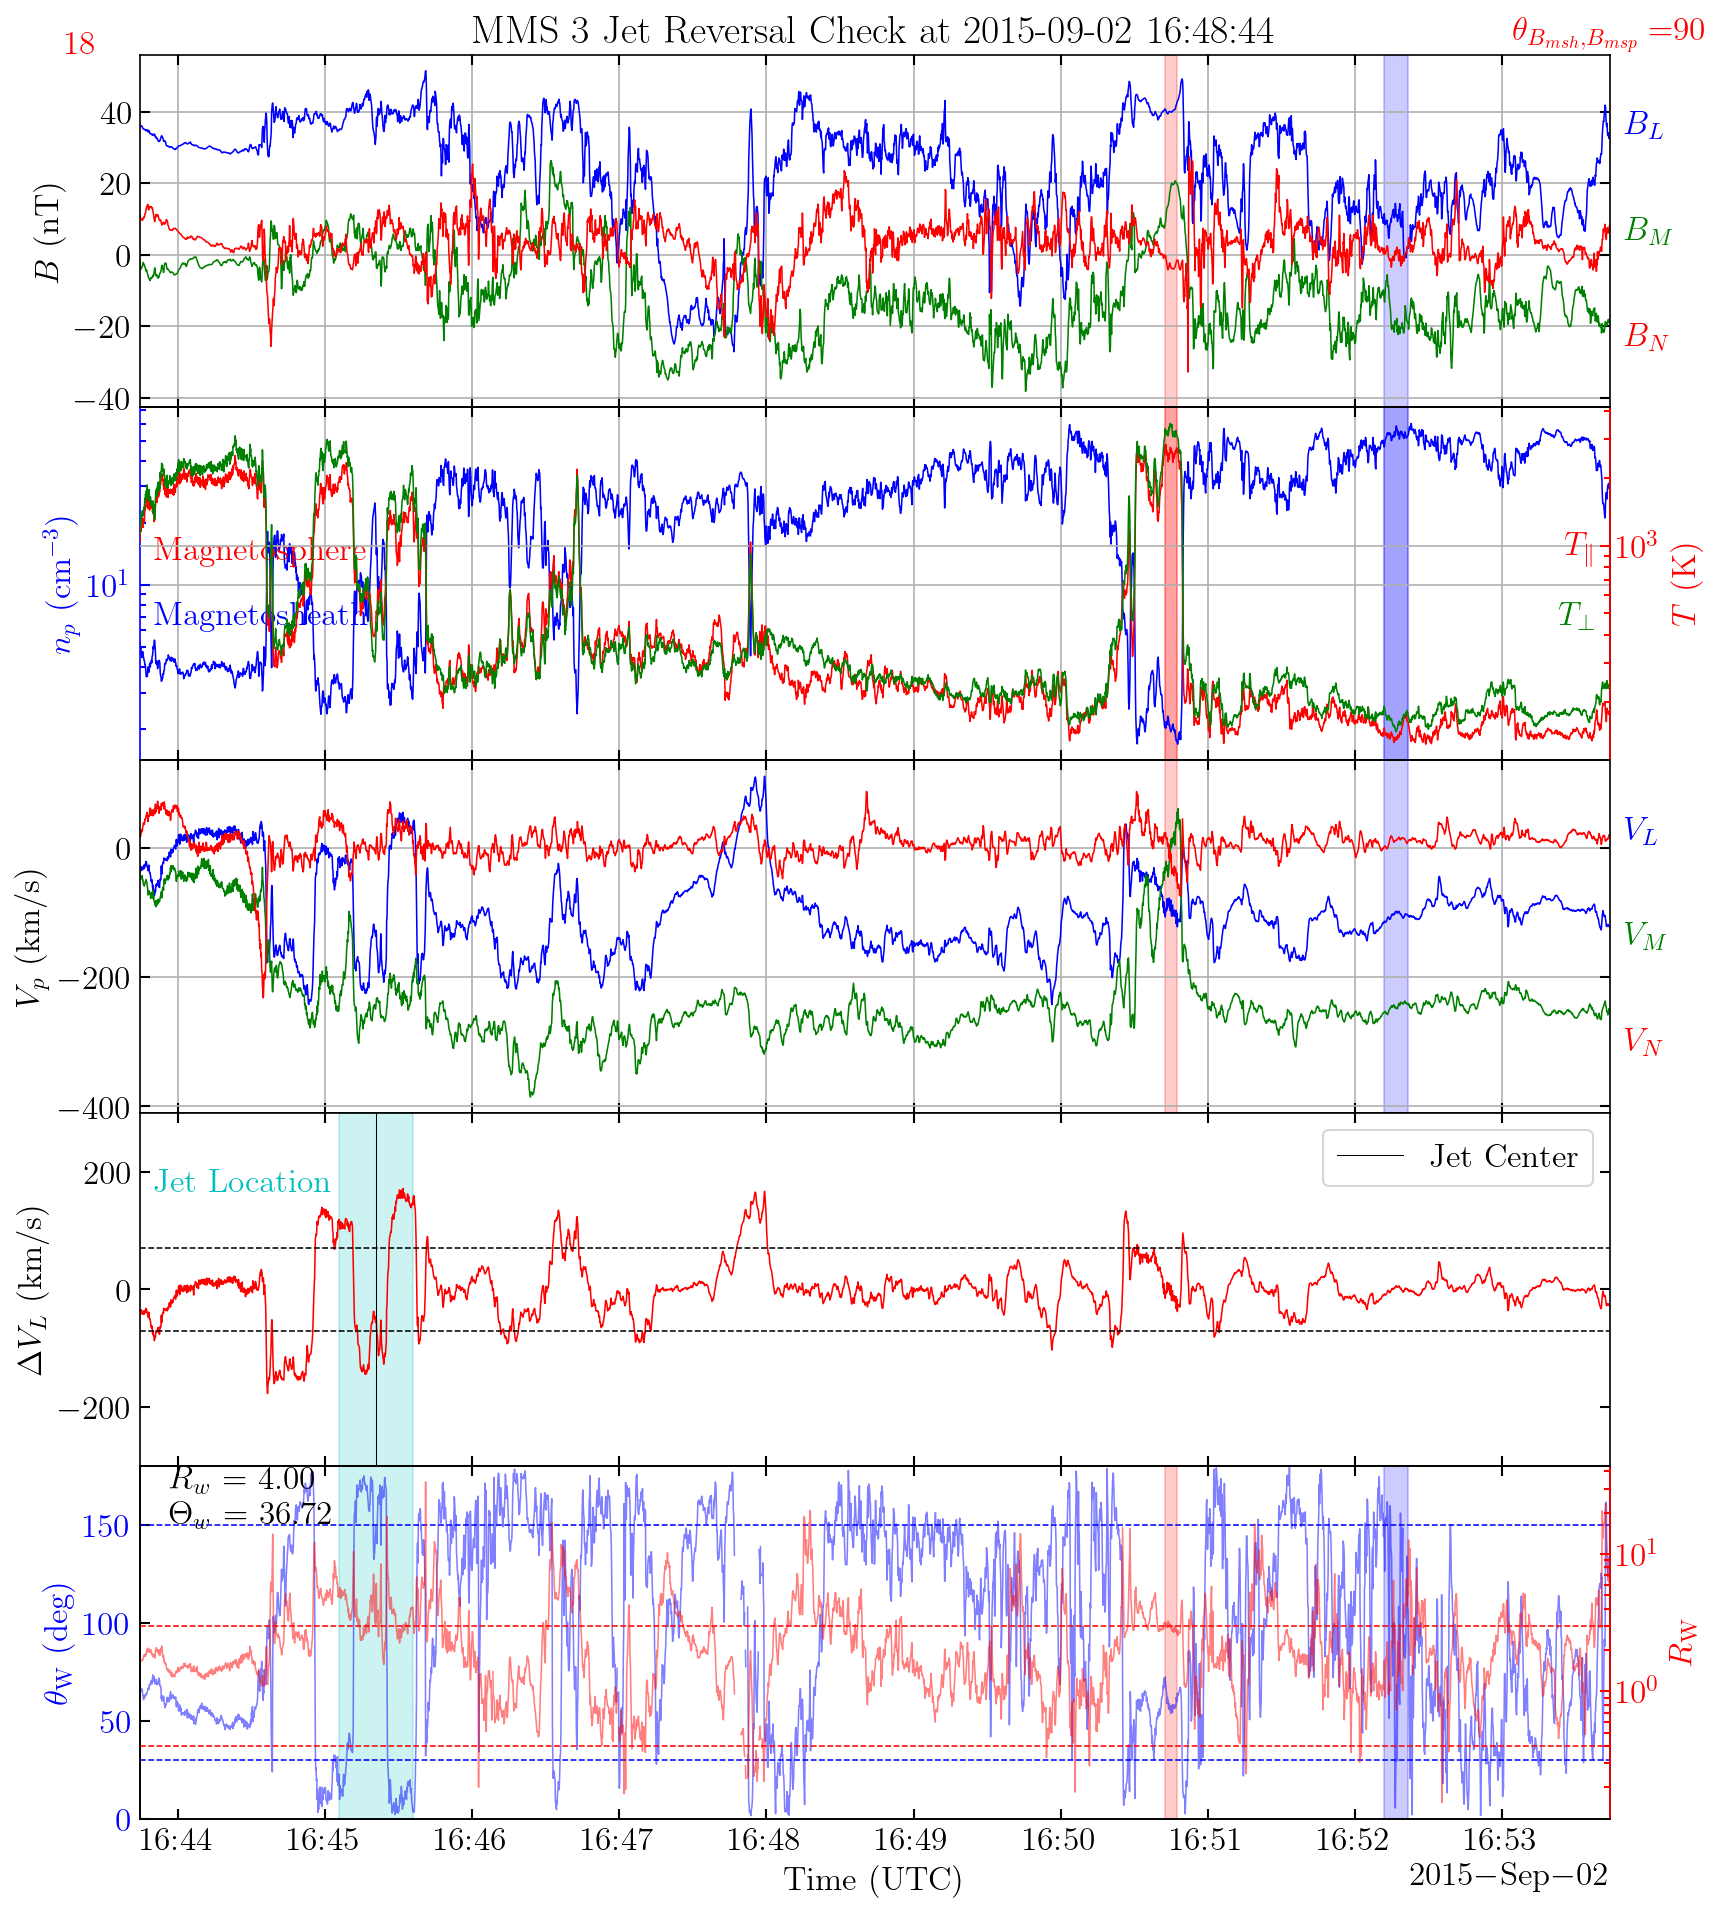 MMS 3 Jet Reversal Check at 2015-09-02 16:48:44
18
θ_{B_{msh},B_{msp}} =90
40
20
0
−20
−40
B (nT)
B_L
B_M
B_N
n_p (cm^{−3})
10^1
Magnetosphere
Magnetosheath
T_∥
T_⊥
10^3
T (K)
0
−200
−400
V_p (km/s)
V_L
V_M
V_N
200
0
−200
ΔV_L (km/s)
Jet Location
Jet Center
R_w = 4.00
Θ_w = 36.72
150
100
50
0
θ_W (deg)
10^1
10^0
R_W
16:44 16:45 16:46 16:47 16:48 16:49 16:50 16:51 16:52 16:53
Time (UTC)
2015−Sep−02